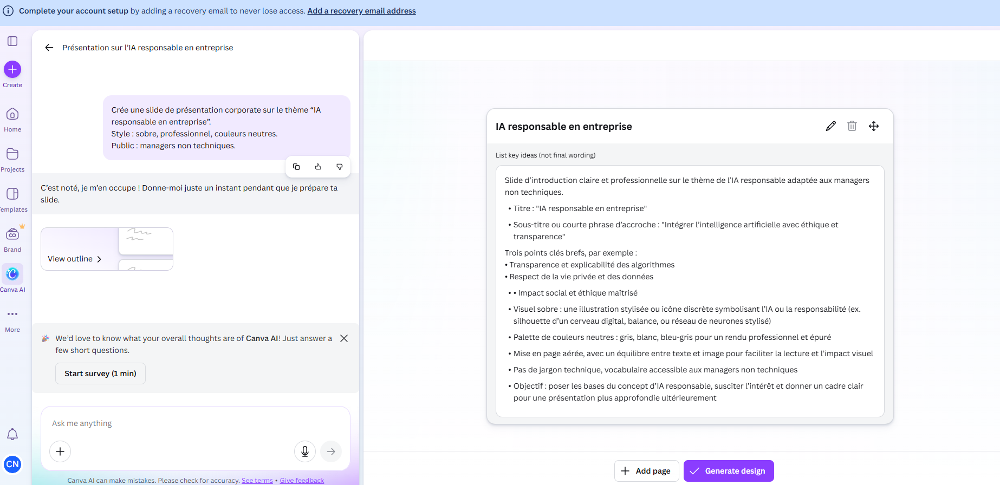 Complete your account setup by adding a recovery email to never lose access. Add a recovery email address
Create
Home
Projects
Templates
Brand
Canva AI
More
CN
Présentation sur l’IA responsable en entreprise
Crée une slide de présentation corporate sur le thème “IA
responsable en entreprise”.
Style : sobre, professionnel, couleurs neutres.
Public : managers non techniques.
C’est noté, je m’en occupe ! Donne-moi juste un instant pendant que je prépare ta
slide.
View outline
We’d love to know what your overall thoughts are of Canva AI! Just answer a
few short questions.
Start survey (1 min)
Ask me anything
Canva AI can make mistakes. Please check for accuracy. See terms • Give feedback
IA responsable en entreprise
List key ideas (not final wording)
Slide d’introduction claire et professionnelle sur le thème de l’IA responsable adaptée aux managers
non techniques.
• Titre : "IA responsable en entreprise"
• Sous-titre ou courte phrase d’accroche : "Intégrer l’intelligence artificielle avec éthique et
transparence"
Trois points clés brefs, par exemple :
• Transparence et explicabilité des algorithmes
• Respect de la vie privée et des données
• • Impact social et éthique maîtrisé
• Visuel sobre : une illustration stylisée ou icône discrète symbolisant l’IA ou la responsabilité (ex.
silhouette d’un cerveau digital, balance, ou réseau de neurones stylisé)
• Palette de couleurs neutres : gris, blanc, bleu-gris pour un rendu professionnel et épuré
• Mise en page aérée, avec un équilibre entre texte et image pour faciliter la lecture et l’impact visuel
• Pas de jargon technique, vocabulaire accessible aux managers non techniques
• Objectif : poser les bases du concept d’IA responsable, susciter l’intérêt et donner un cadre clair
pour une présentation plus approfondie ultérieurement
Add page
Generate design